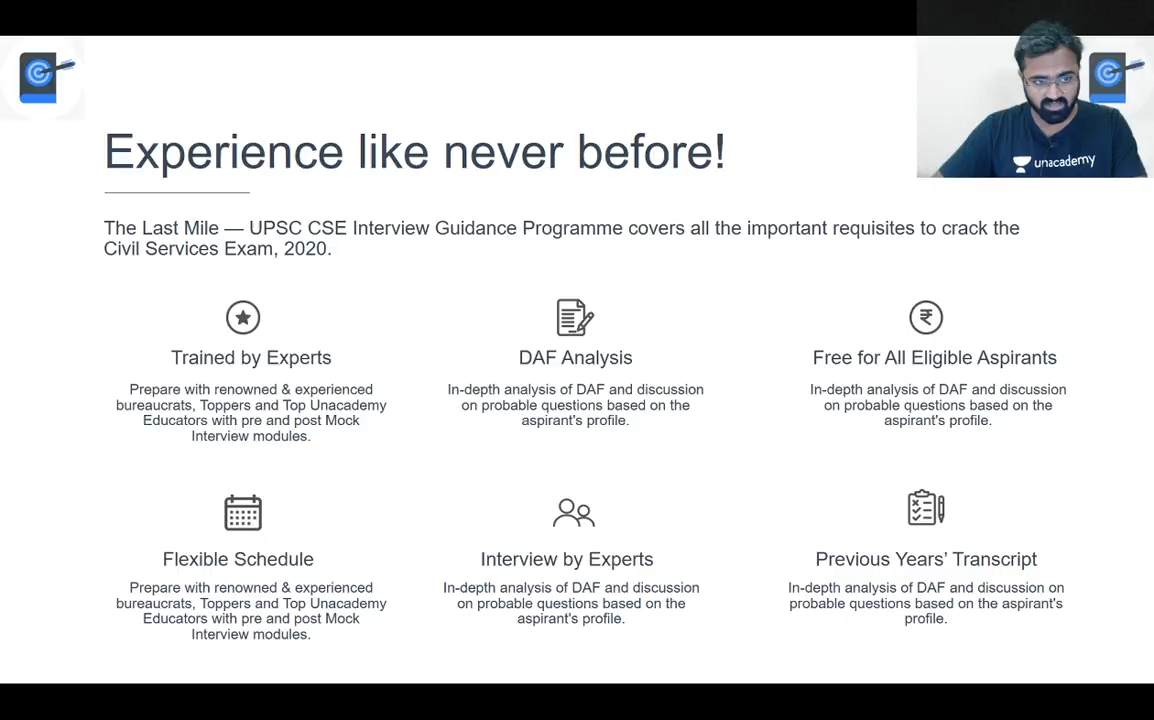 unacademy
Experience like never before!
The Last Mile — UPSC CSE Interview Guidance Programme covers all the important requisites to crack the
Civil Services Exam, 2020.
Trained by Experts
Prepare with renowned & experienced
bureaucrats, Toppers and Top Unacademy
Educators with pre and post Mock
Interview modules.
DAF Analysis
In-depth analysis of DAF and discussion
on probable questions based on the
aspirant's profile.
Free for All Eligible Aspirants
In-depth analysis of DAF and discussion
on probable questions based on the
aspirant's profile.
Flexible Schedule
Prepare with renowned & experienced
bureaucrats, Toppers and Top Unacademy
Educators with pre and post Mock
Interview modules.
Interview by Experts
In-depth analysis of DAF and discussion
on probable questions based on the
aspirant's profile.
Previous Years’ Transcript
In-depth analysis of DAF and discussion on
probable questions based on the aspirant's
profile.